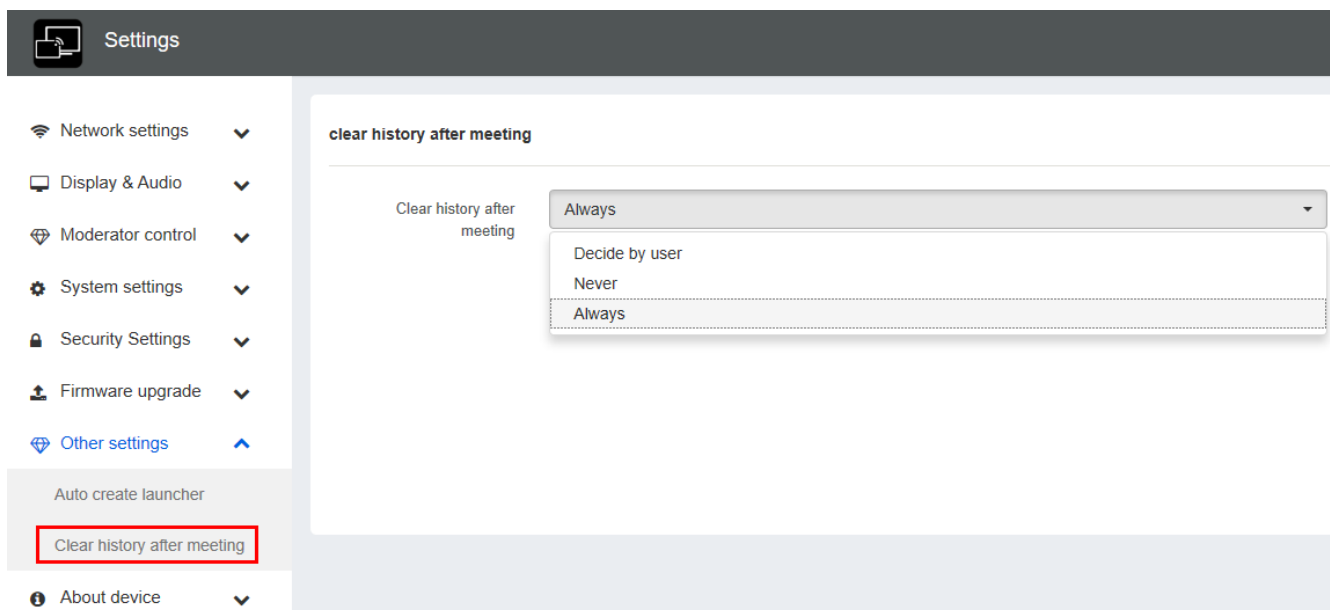 Settings
Network settings
Display & Audio
Moderator control
System settings
Security Settings
Firmware upgrade
Other settings
Auto create launcher
Clear history after meeting
About device
clear history after meeting
Clear history after
meeting
Always
Decide by user
Never
Always